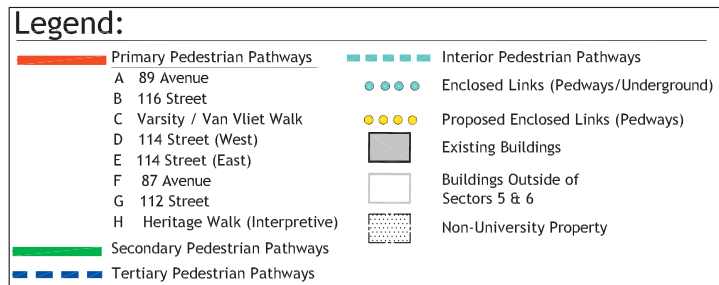 Legend:
Primary Pedestrian Pathways
A 89 Avenue
B 116 Street
C Varsity / Van Vliet Walk
D 114 Street (West)
E 114 Street (East)
F 87 Avenue
G 112 Street
H Heritage Walk (Interpretive)
Secondary Pedestrian Pathways
Tertiary Pedestrian Pathways
Interior Pedestrian Pathways
Enclosed Links (Pedways/Underground)
Proposed Enclosed Links (Pedways)
Existing Buildings
Buildings Outside of
Sectors 5 & 6
Non-University Property